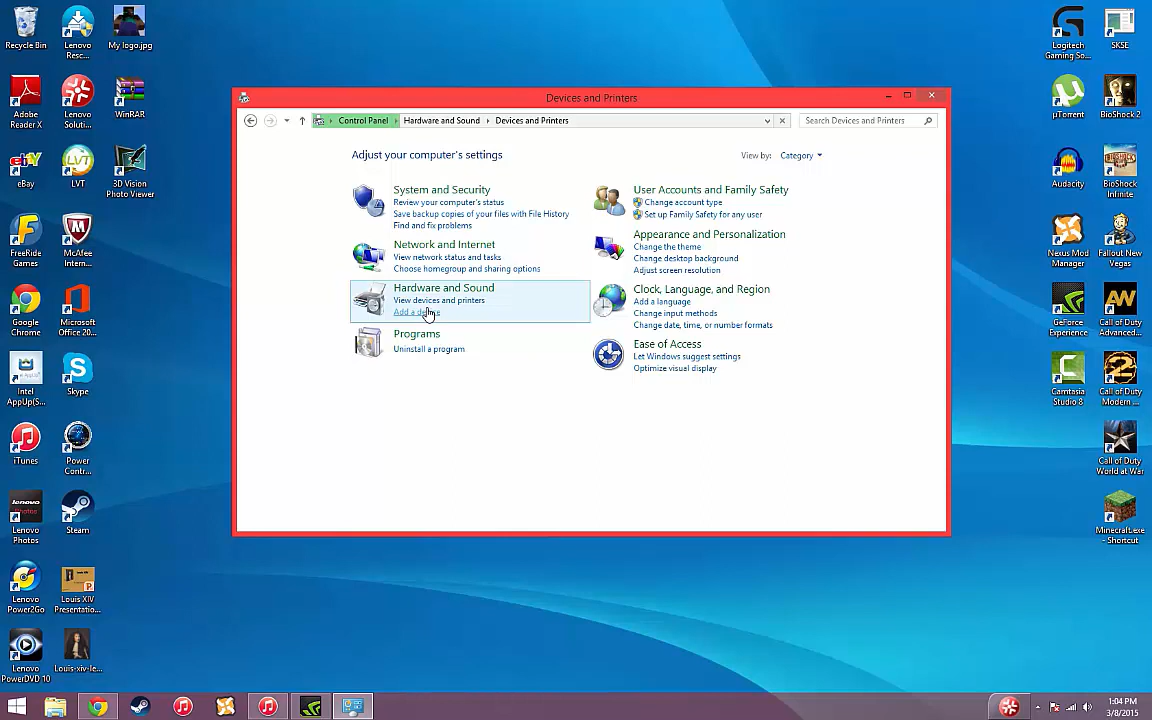 Recycle Bin
Lenovo
Resc...
My logo.jpg
Adobe
Reader X
Lenovo
Soluti...
WinRAR
eBay
LVT
3D Vision
Photo Viewer
FreeRide
Games
McAfee
Intern...
Google
Chrome
Microsoft
Office 20...
Intel
AppUp(S...
Skype
iTunes
Power
Contr...
lenovo
Photos
Lenovo
Photos
Steam
Lenovo
Power2Go
Louis XIV
Presentatio...
Lenovo
PowerDVD 10
Louis-xiv-le...
Devices and Printers
Control Panel
Hardware and Sound
Devices and Printers
Search Devices and Printers
Adjust your computer's settings
View by: Category
System and Security
Review your computer's status
Save backup copies of your files with File History
Find and fix problems
Network and Internet
View network status and tasks
Choose homegroup and sharing options
Hardware and Sound
View devices and printers
Add a
Programs
Uninstall a program
User Accounts and Family Safety
Change account type
Set up Family Safety for any user
Appearance and Personalization
Change the theme
Change desktop background
Adjust screen resolution
Clock, Language, and Region
Add a language
Change input methods
Change date, time, or number formats
Ease of Access
Let Windows suggest settings
Optimize visual display
Logitech
Gaming So...
SKSE
µTorrent
BioShock 2
Audacity
BioShock
Infinite
Nexus Mod
Manager
Fallout New
Vegas
GeForce
Experience
Call of Duty
Advanced...
Camtasia
Studio 8
Call of Duty
Modern ...
Call of Duty
World at War
Minecraft.exe
- Shortcut
1:04 PM
3/8/2015